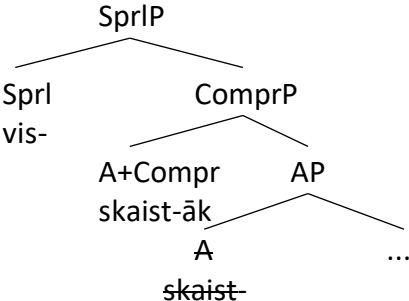 SprlP
Sprl ComprP
vis-
A+Compr AP
skaist-āk
A ...
skaist-